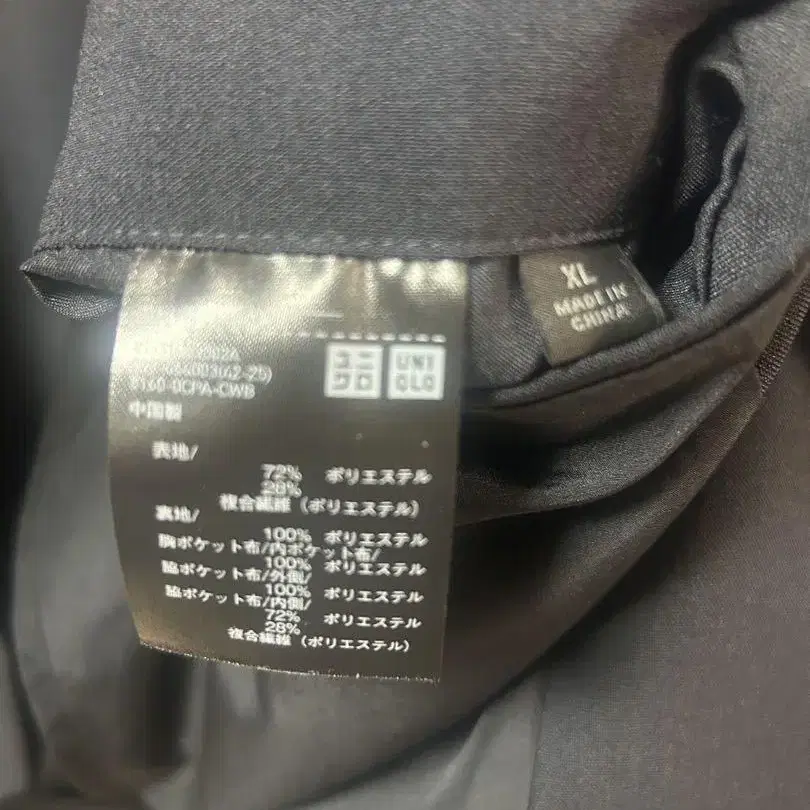 ユニ
クロ
UNI
QLO
XL
MADE IN
CHINA
0CPA-CWB
中国製
表地/
72% ポリエステル
28%
複合繊維（ポリエステル）
裏地/
100% ポリエステル
胸ポケット布/内ポケット布/
100% ポリエステル
脇ポケット布/外側/
100% ポリエステル
脇ポケット布/内側/
72% ポリエステル
28%
複合繊維（ポリエステル）